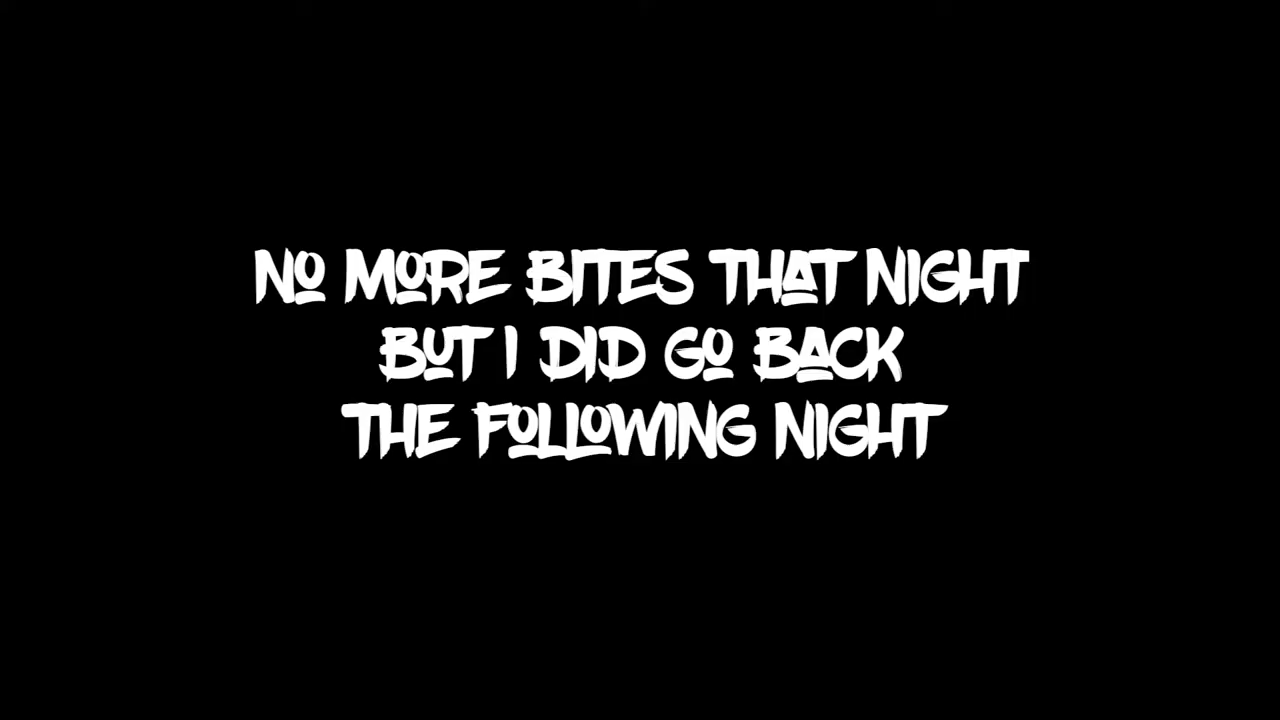 NO MORE BITES THAT NIGHT
BUT I DID GO BACK
THE FOLLOWING NIGHT